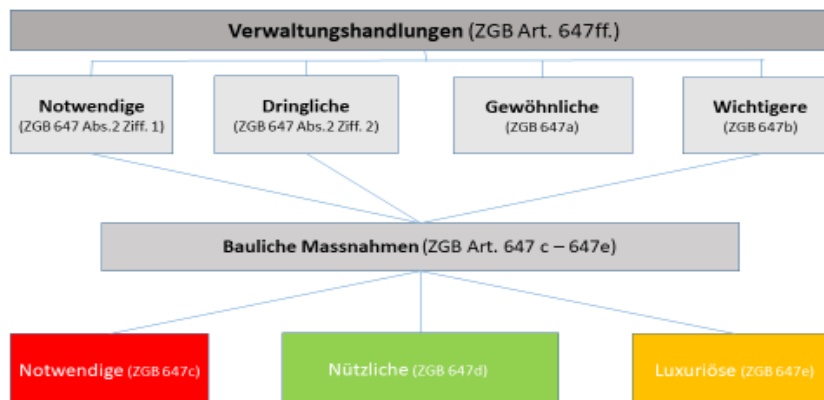 Verwaltungshandlungen (ZGB Art. 647ff.)
Notwendige
(ZGB 647 Abs.2 Ziff. 1)
Dringliche
(ZGB 647 Abs.2 Ziff. 2)
Gewöhnliche
(ZGB 647a)
Wichtigere
(ZGB 647b)
Bauliche Massnahmen (ZGB Art. 647 c – 647e)
Notwendige (ZGB 647c)
Nützliche (ZGB 647d)
Luxuriöse (ZGB 647e)